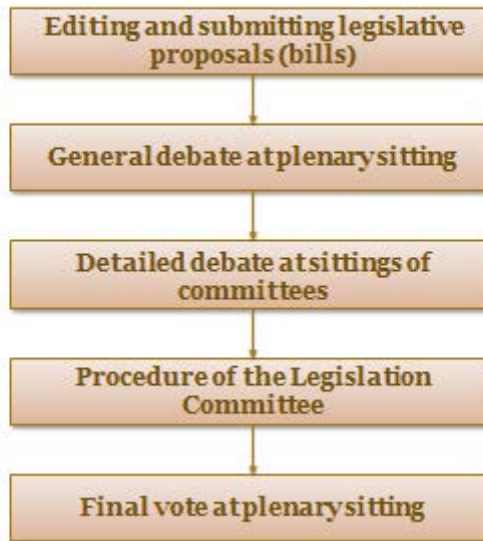 Editing and submitting legislative
proposals (bills)
General debate at plenary sitting
Detailed debate at sittings of
committees
Procedure of the Legislation
Committee
Final vote at plenary sitting